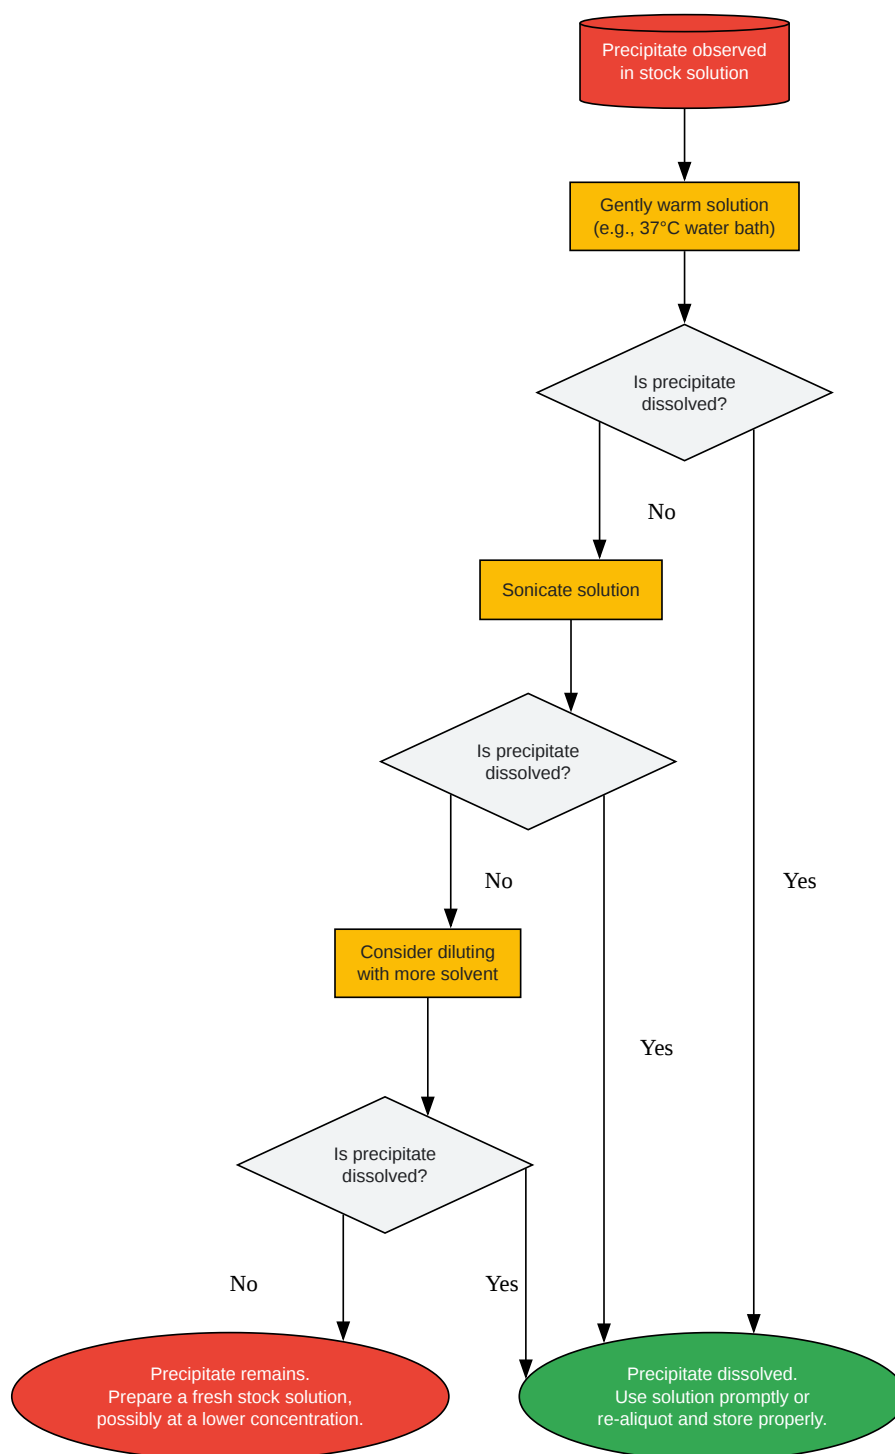 Precipitate observed
in stock solution
Gently warm solution
(e.g., 37°C water bath)
Is precipitate
dissolved?
No
Sonicate solution
Is precipitate
dissolved?
No
Yes
Consider diluting
with more solvent
Yes
Is precipitate
dissolved?
No
Yes
Precipitate remains.
Prepare a fresh stock solution,
possibly at a lower concentration.
Precipitate dissolved.
Use solution promptly or
re-aliquot and store properly.